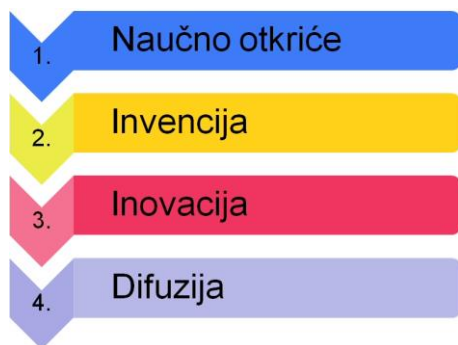 1. Naučno otkriće
2. Invencija
3. Inovacija
4. Difuzija